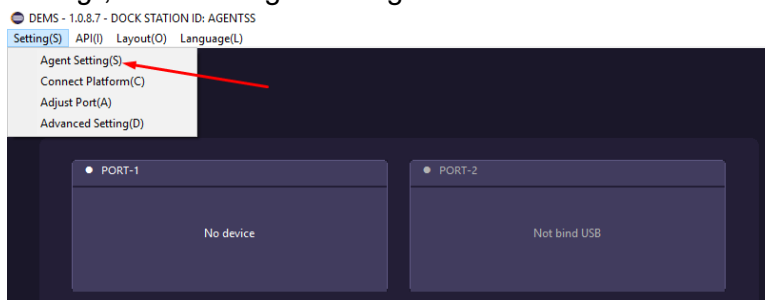 DEMS - 1.0.8.7 - DOCK STATION ID: AGENTSS
Setting(S) API(I) Layout(O) Language(L)
Agent Setting(S)
Connect Platform(C)
Adjust Port(A)
Advanced Setting(D)
PORT-1 PORT-2
No device Not bind USB